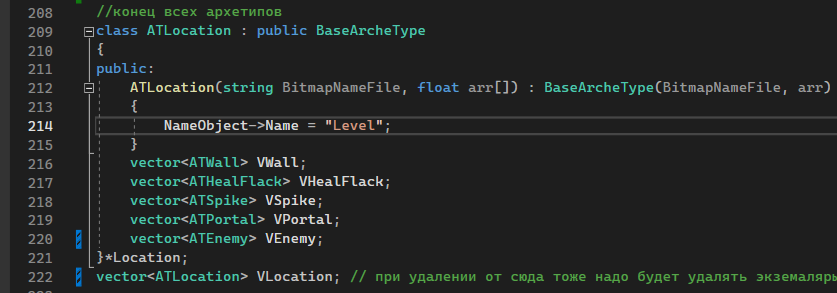 208 //конец всех архетипов
209 class ATLocation : public BaseArcheType
210 {
211 public:
212 ATLocation(string BitmapNameFile, float arr[]) : BaseArcheType(BitmapNameFile, arr)
213 {
214 NameObject->Name = "Level";
215 }
216 vector<ATWall> VWall;
217 vector<ATHealFlack> VHealFlack;
218 vector<ATSpike> VSpike;
219 vector<ATPortal> VPortal;
220 vector<ATEnemy> VEnemy;
221 }*Location;
222 vector<ATLocation> VLocation; // при удалении от сюда тоже надо будет удалять экземаляры